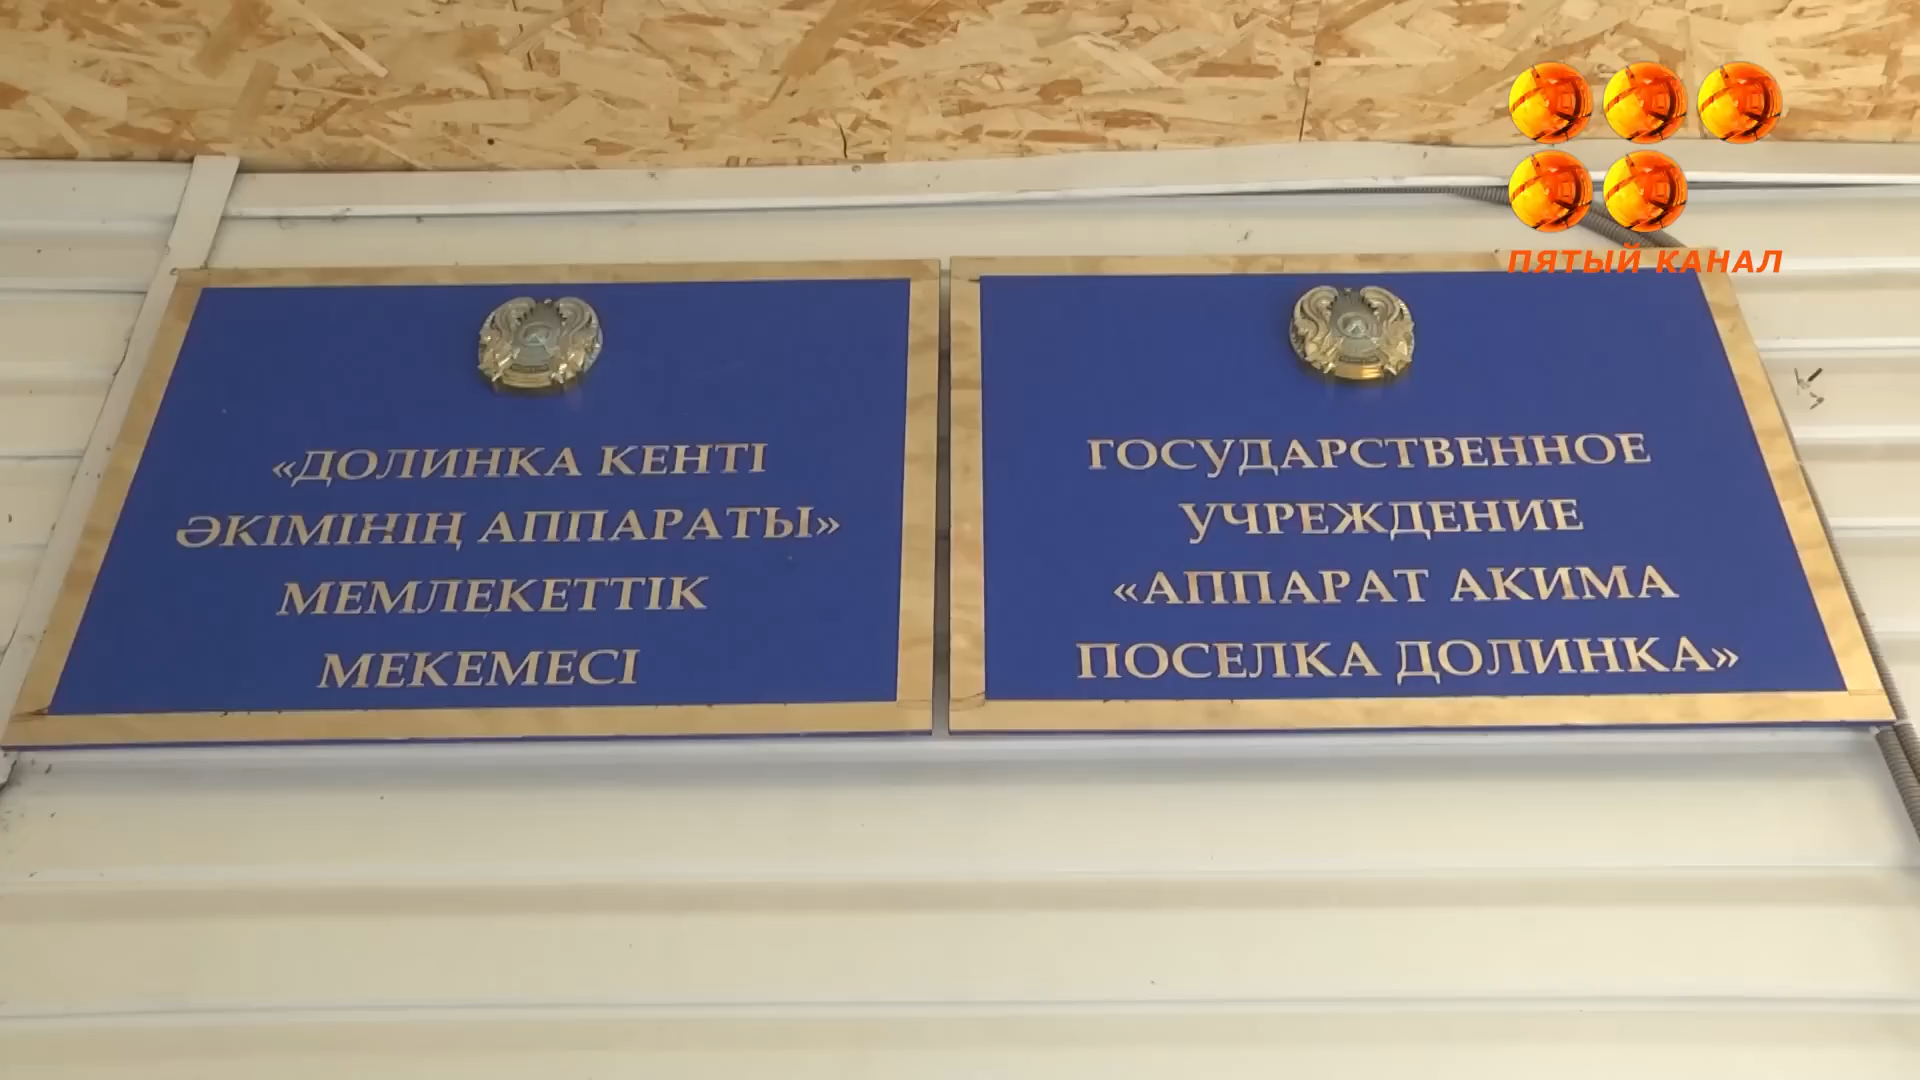 ПЯТЫЙ КАНАЛ
«ДОЛИНКА КЕНТІ
ӘКІМІНІҢ АППАРАТЫ»
МЕМЛЕКЕТТІК
МЕКЕМЕСІ
ГОСУДАРСТВЕННОЕ
УЧРЕЖДЕНИЕ
«АППАРАТ АКИМА
ПОСЕЛКА ДОЛИНКА»